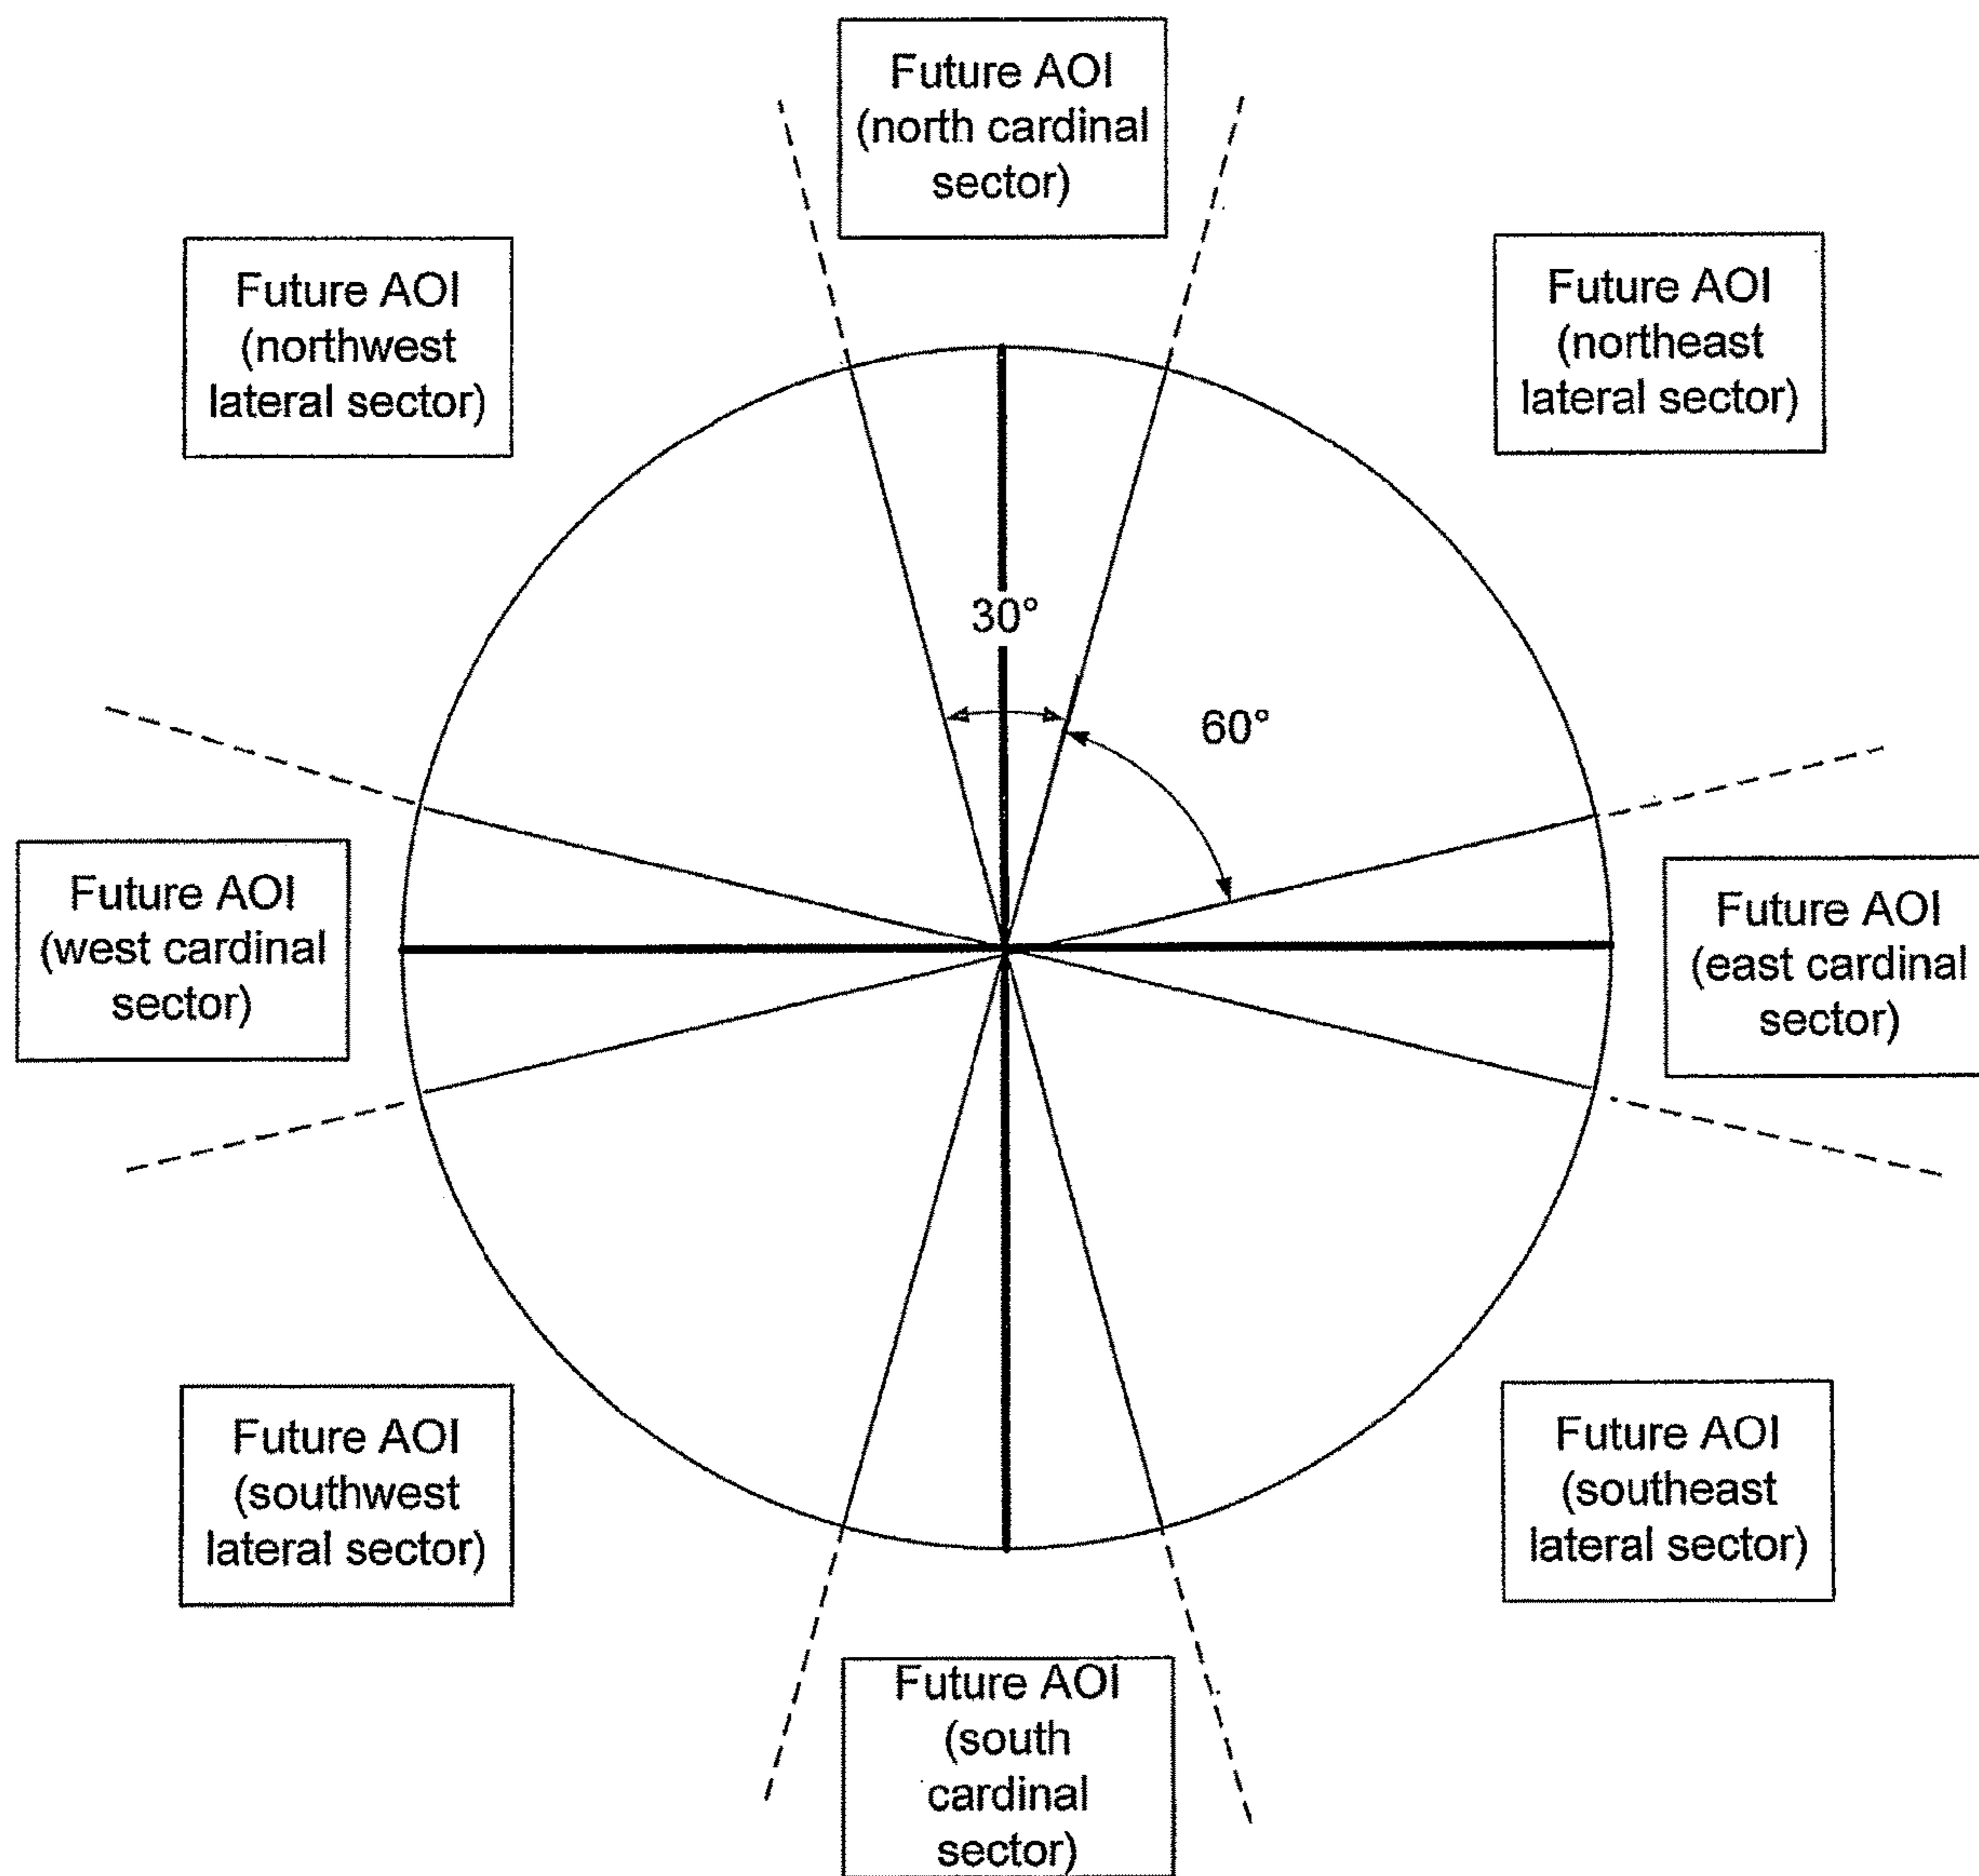 Future AOI
(north cardinal
sector)
Future AOI
(northwest
lateral sector)
Future AOI
(northeast
lateral sector)
30°
60°
Future AOI
(west cardinal
sector)
Future AOI
(east cardinal
sector)
Future AOI
(southwest
lateral sector)
Future AOI
(southeast
lateral sector)
Future AOI
(south
cardinal
sector)